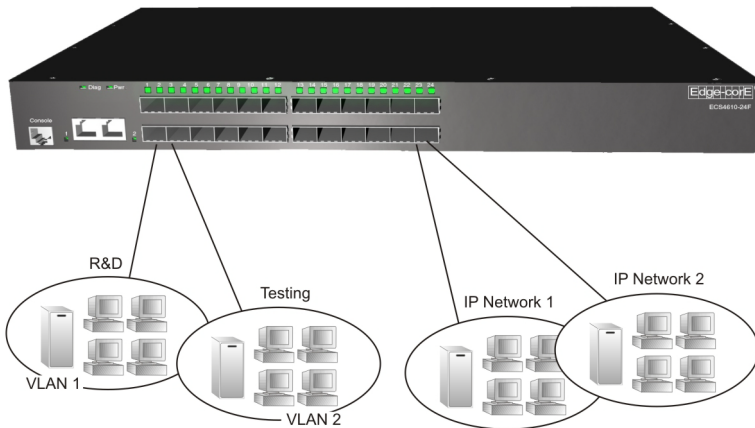 Diag Pwr
1 2 3 4 5 6 7 8 9 10 11 12 13 14 15 16 17 18 19 20 21 22 23 24
Edge-corE
ECS4610-24F
Console
1 2
R&D
Testing
IP Network 1
IP Network 2
VLAN 1
VLAN 2